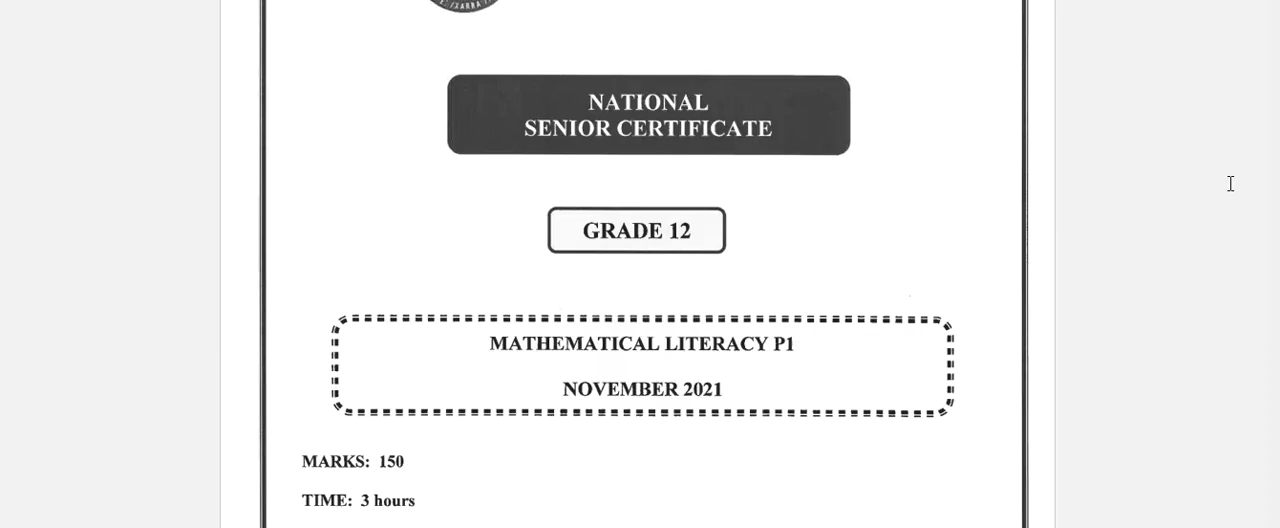 NATIONAL
SENIOR CERTIFICATE
GRADE 12
MATHEMATICAL LITERACY P1
NOVEMBER 2021
MARKS: 150
TIME: 3 hours